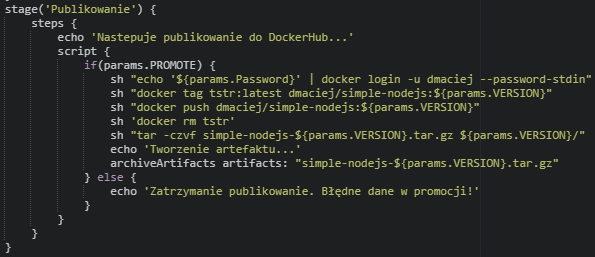 stage('Publikowanie') {
    steps {
        echo 'Nastepuje publikowanie do DockerHub...'
        script {
            if(params.PROMOTE) {
                sh "echo '${params.Password}' | docker login -u dmaciej --password-stdin"
                sh "docker tag tstr:latest dmaciej/simple-nodejs:${params.VERSION}"
                sh "docker push dmaciej/simple-nodejs:${params.VERSION}"
                sh 'docker rm tstr'
                sh "tar -czvf simple-nodejs-${params.VERSION}.tar.gz ${params.VERSION}/"
                echo 'Tworzenie artefaktu...'
                archiveArtifacts artifacts: "simple-nodejs-${params.VERSION}.tar.gz"
            } else {
                echo 'Zatrzymanie publikowanie. Błędne dane w promocji!'
            }
        }
    }
}